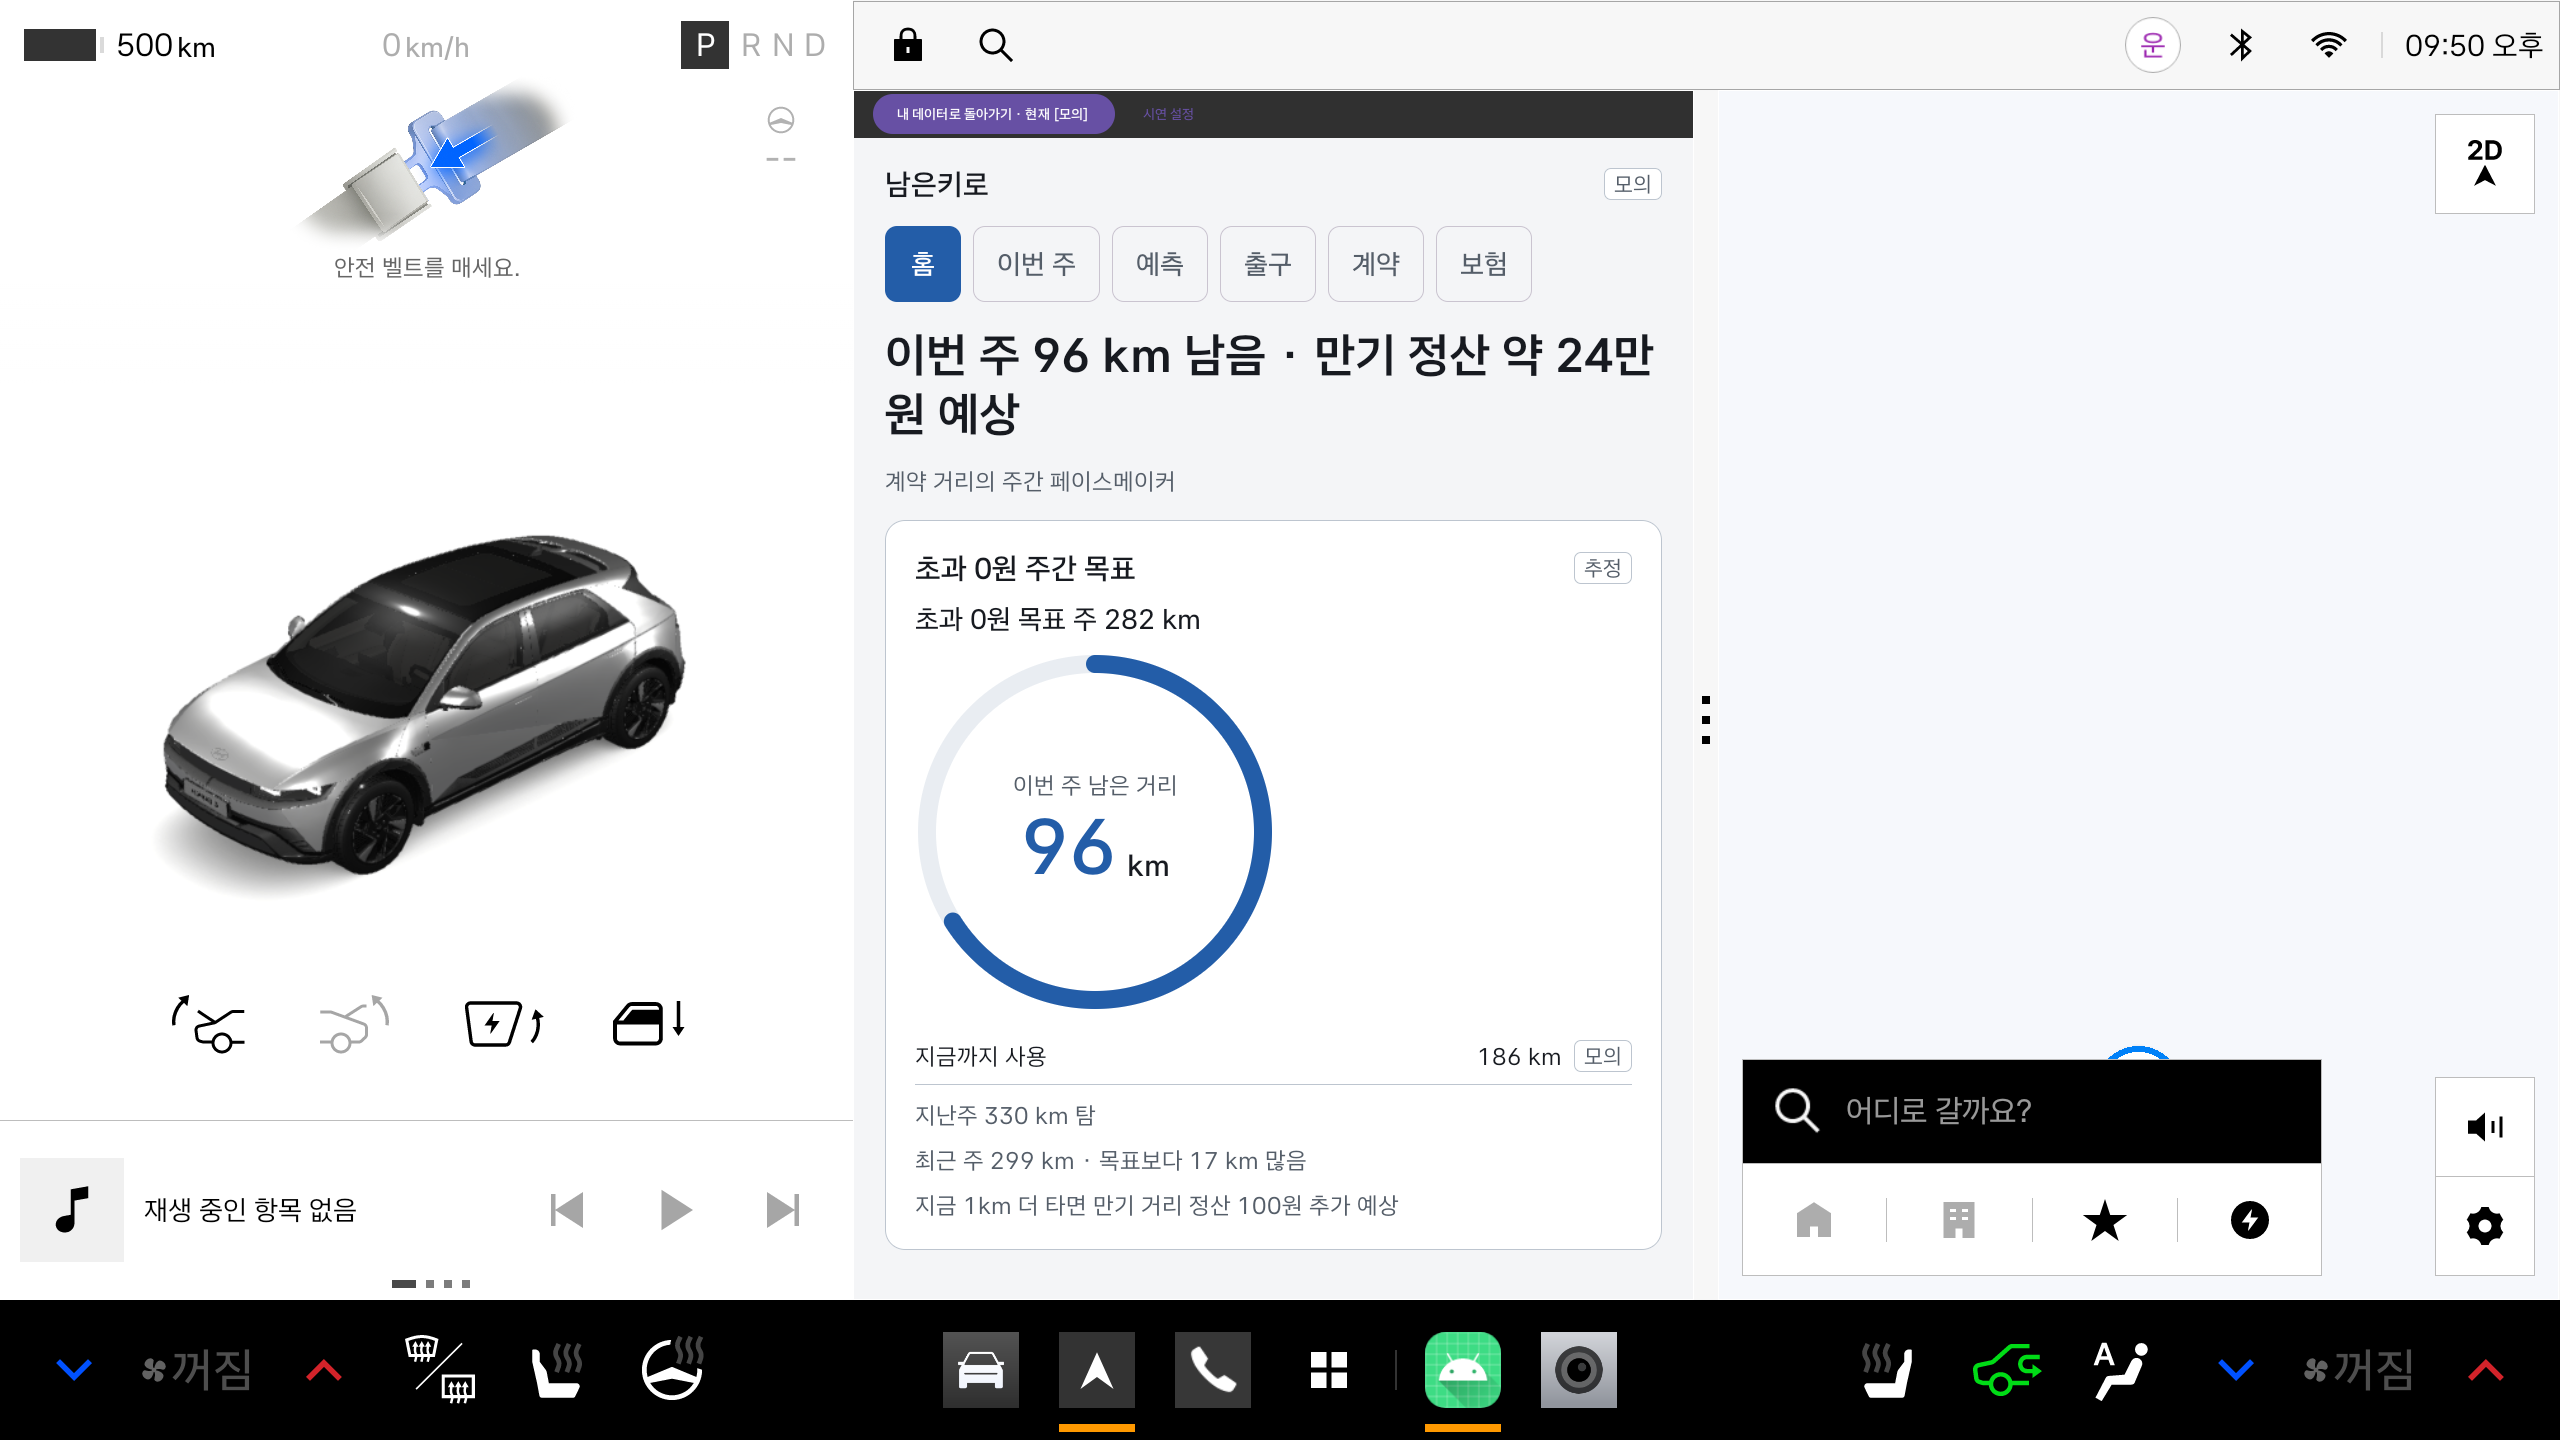 500 km
0 km/h
P R N D
안전 벨트를 매세요.
재생 중인 항목 없음
운
09:50 오후
내 데이터로 돌아가기 · 현재 [모의]
시연 설정
남은키로
모의
홈
이번 주
예측
출구
계약
보험
이번 주 96 km 남음 · 만기 정산 약 24만
원 예상
계약 거리의 주간 페이스메이커
초과 0원 주간 목표
추정
초과 0원 목표 주 282 km
이번 주 남은 거리
96 km
지금까지 사용
186 km
모의
지난주 330 km 탐
최근 주 299 km · 목표보다 17 km 많음
지금 1km 더 타면 만기 거리 정산 100원 추가 예상
2D
어디로 갈까요?
꺼짐
A
꺼짐